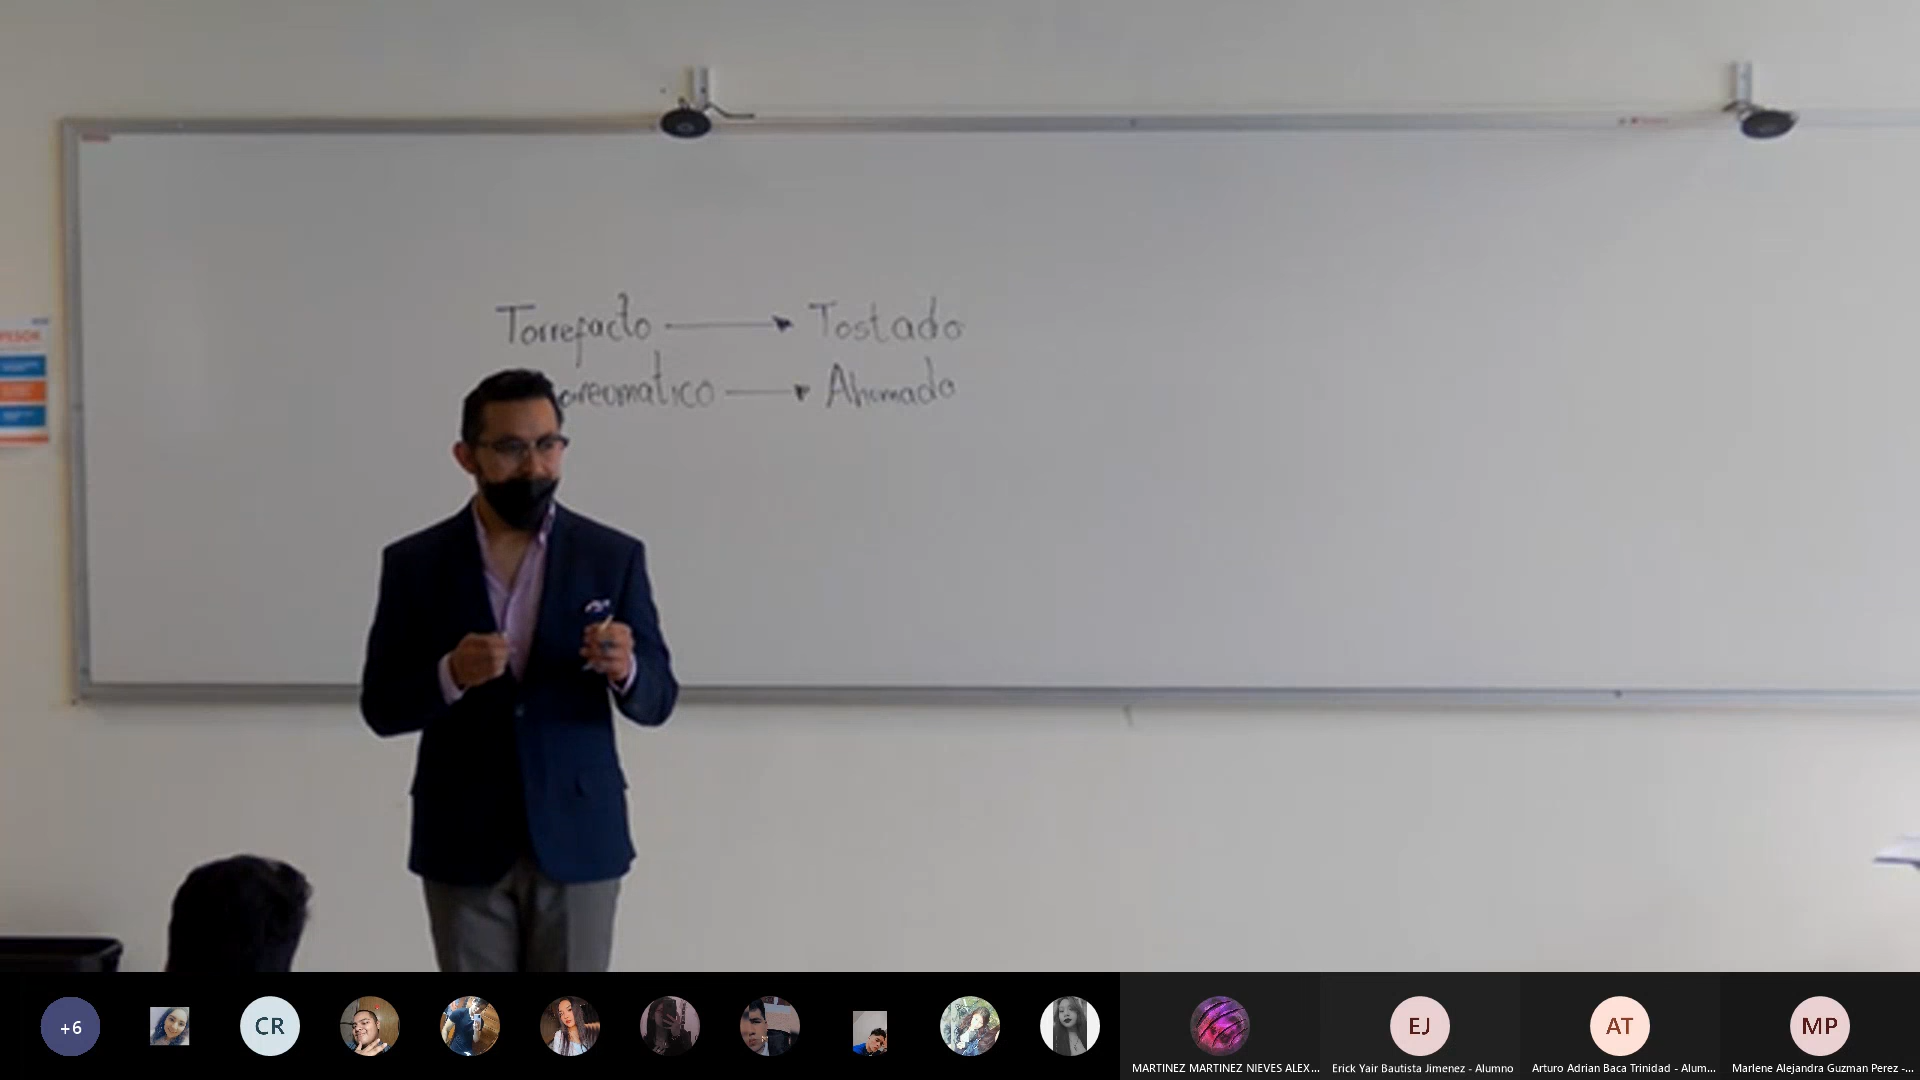 Torrefacto → Tostado
→ Ahumado
+6
CR
EJ
AT
MP
MARTINEZ MARTINEZ NIEVES ALEX...
Erick Yair Bautista Jimenez - Alumno
Arturo Adrian Baca Trinidad - Alum...
Marlene Alejandra Guzman Perez -...